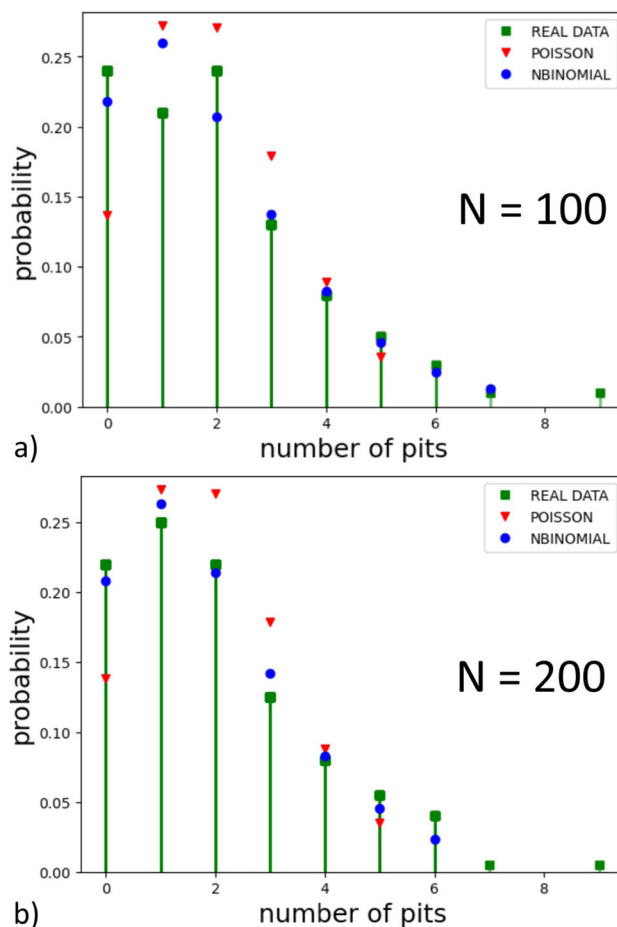 REAL DATA
POISSON
NBINOMIAL
0.25
0.20
0.15
0.10
0.05
0.00
probability
N = 100
0 2 4 6 8
number of pits
a)
REAL DATA
POISSON
NBINOMIAL
0.25
0.20
0.15
0.10
0.05
0.00
probability
N = 200
0 2 4 6 8
number of pits
b)